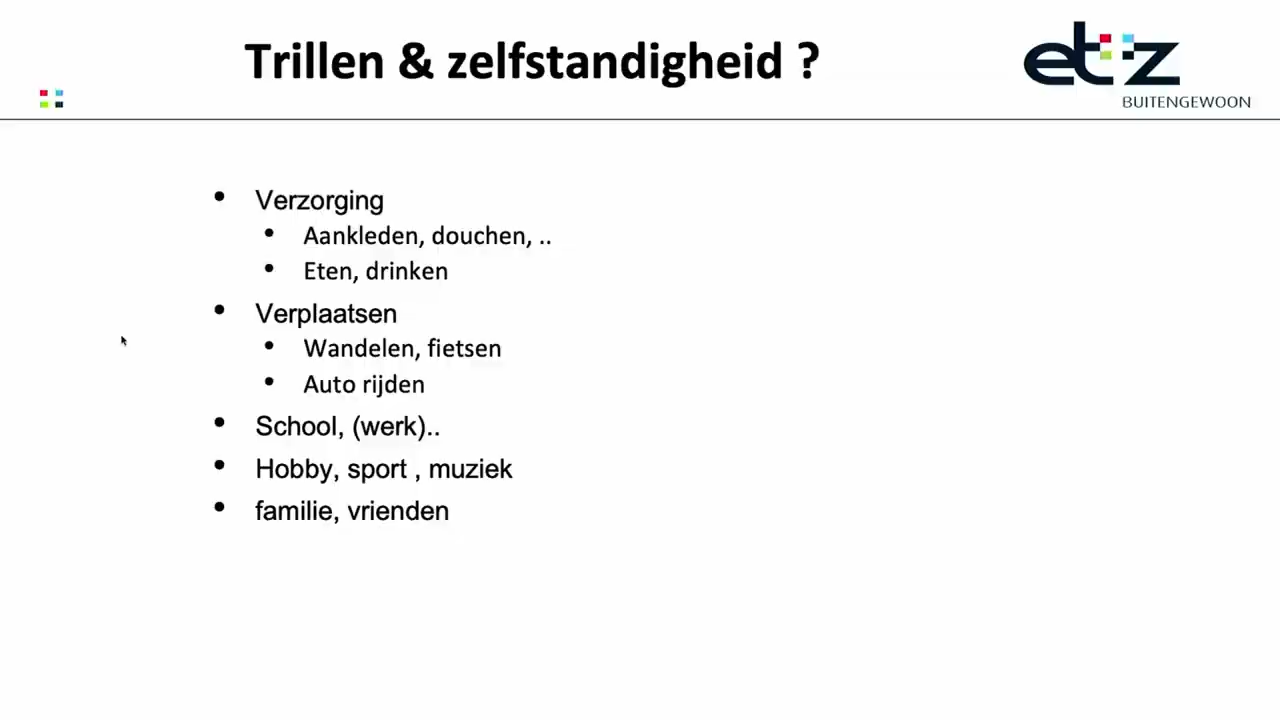 Trillen & zelfstandigheid ?
etz
BUITENGEWOON
• Verzorging
• Aankleden, douchen, ..
• Eten, drinken
• Verplaatsen
• Wandelen, fietsen
• Auto rijden
• School, (werk)..
• Hobby, sport , muziek
• familie, vrienden